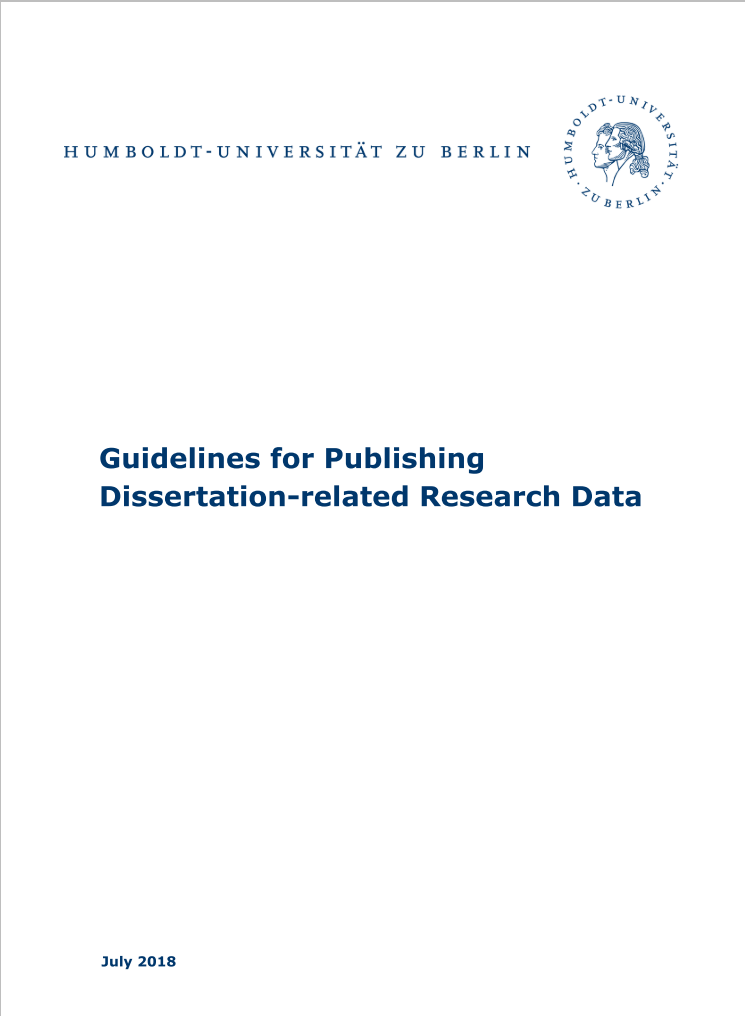 HUMBOLDT-UNIVERSITÄT ZU BERLIN
HUMBOLDT-UNIVERSITÄT · ZU BERLIN ·
Guidelines for Publishing
Dissertation-related Research Data
July 2018